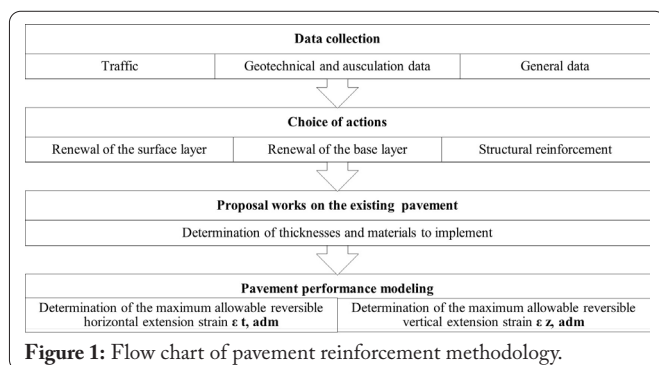 Data collection
Traffic
Geotechnical and ausculation data
General data
Choice of actions
Renewal of the surface layer
Renewal of the base layer
Structural reinforcement
Proposal works on the existing pavement
Determination of thicknesses and materials to implement
Pavement performance modeling
Determination of the maximum allowable reversible
horizontal extension strain ε t, adm
Determination of the maximum allowable reversible
vertical extension strain ε z, adm
Figure 1: Flow chart of pavement reinforcement methodology.